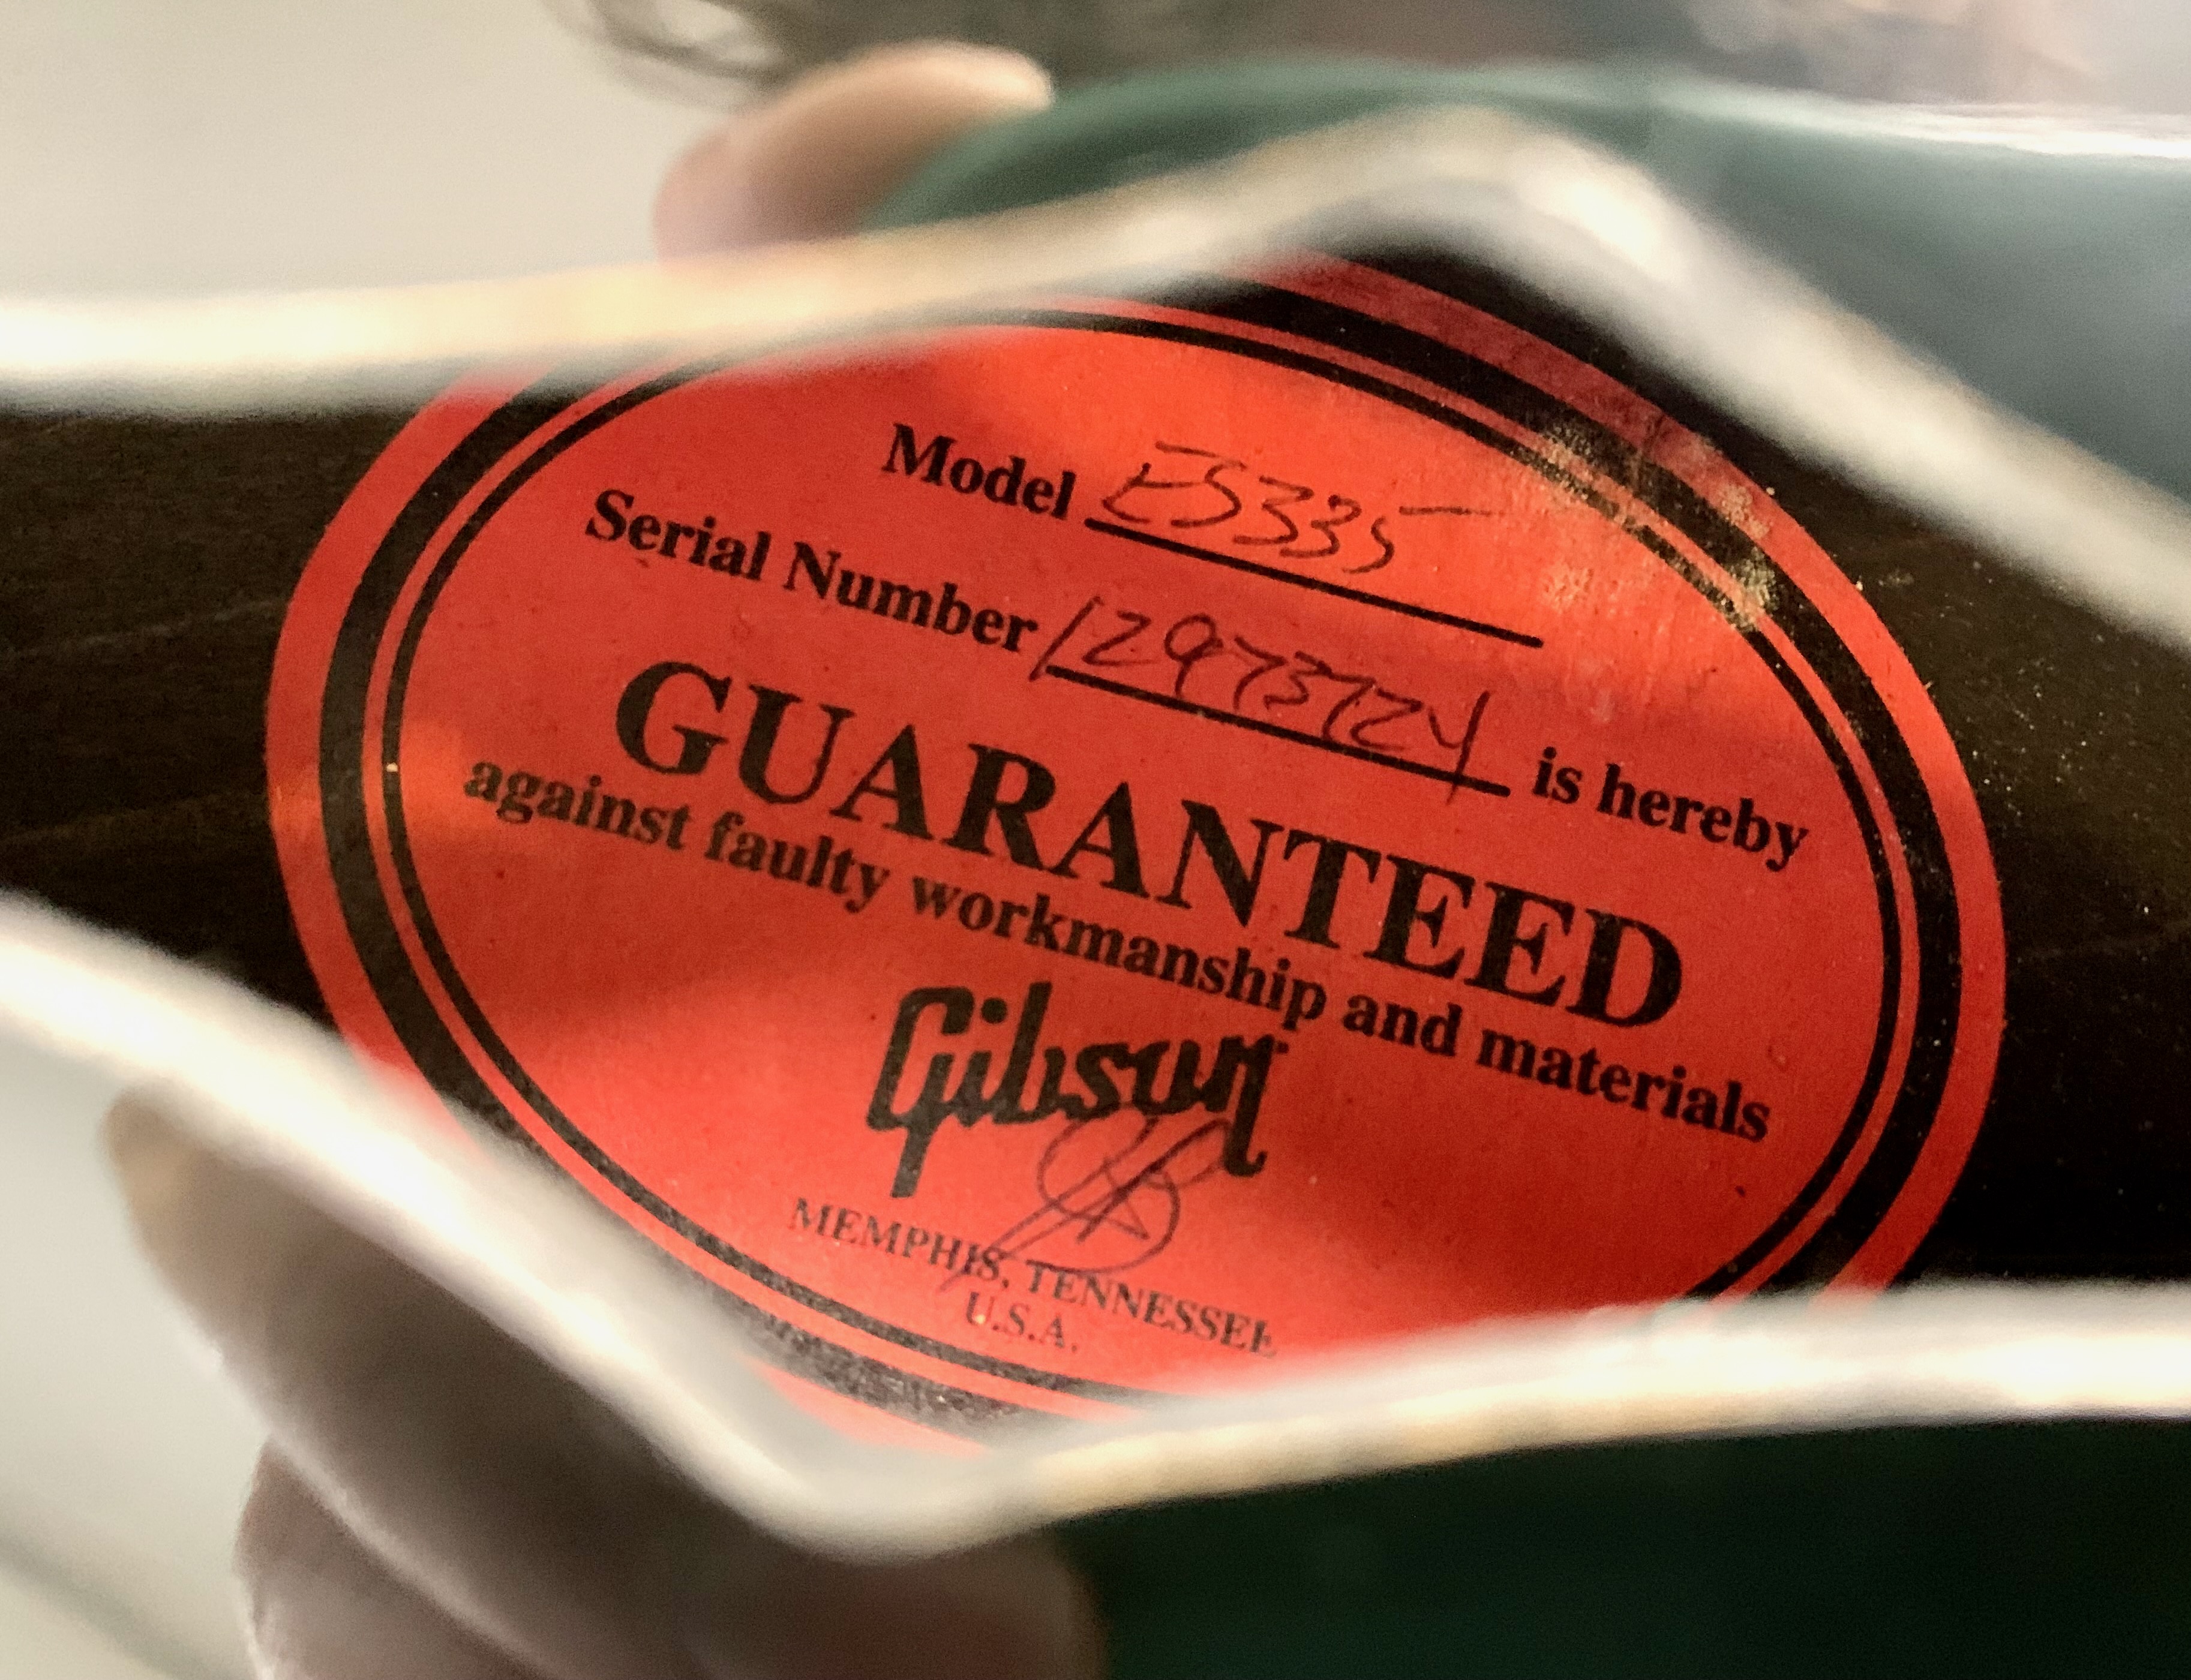 Model ES335
Serial Number 12973724 is hereby
GUARANTEED
against faulty workmanship and materials
Gibson
MEMPHIS, TENNESSEE
U.S.A.